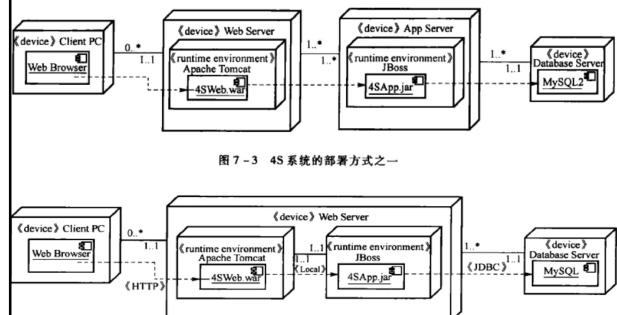 《device》Client PC
Web Browser
0..*
1..1
《device》Web Server
《runtime environment》
Apache Tomcat
4SWeb.war
1..*
1..*
《device》App Server
《runtime environment》
JBoss
4SApp.jar
1..*
1..1
《device》
Database Server
MySQL2
图 7-3 4S 系统的部署方式之一
《device》Client PC
Web Browser
0..*
1..1
《HTTP》
《device》Web Server
《runtime environment》
Apache Tomcat
4SWeb.war
1..1
1..1
《Local》
《runtime environment》
JBoss
4SApp.jar
1..*
1..1
《JDBC》
《device》
Database Server
MySQL